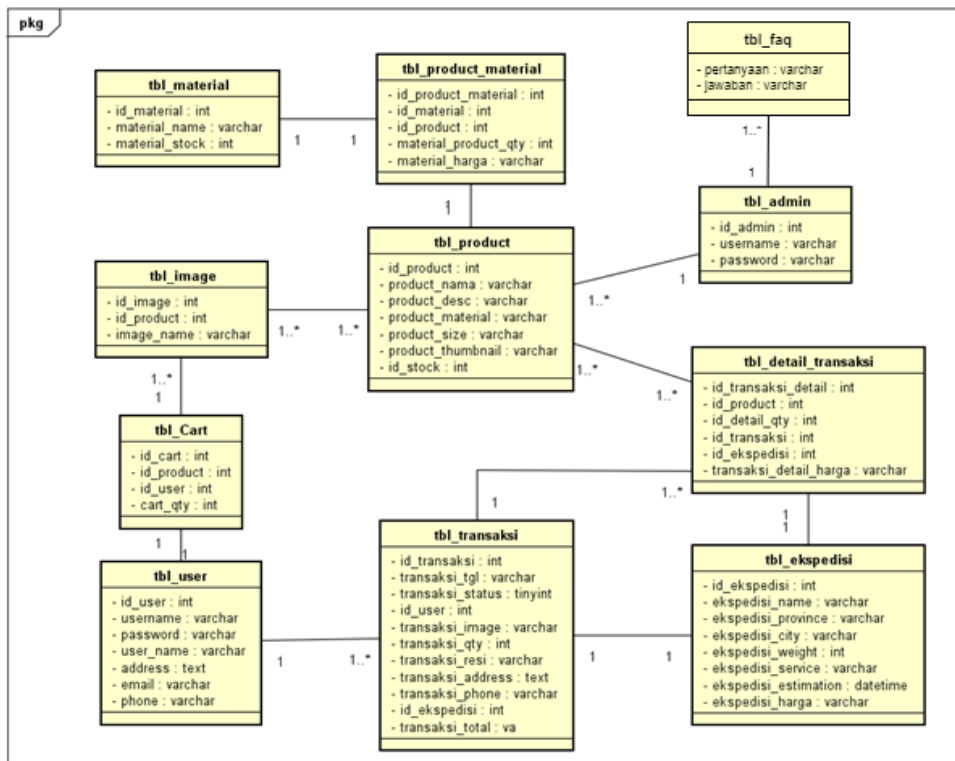 pkg
tbl_material
- id_material : int
- material_name : varchar
- material_stock : int
1
1
tbl_product_material
- id_product_material : int
- id_material : int
- id_product : int
- material_product_qty : int
- material_harga : varchar
1
1
tbl_faq
- pertanyaan : varchar
- jawaban : varchar
1..*
1
tbl_admin
- id_admin : int
- username : varchar
- password : varchar
1
1..*
tbl_product
- id_product : int
- product_nama : varchar
- product_desc : varchar
- product_material : varchar
- product_size : varchar
- product_thumbnail : varchar
- id_stock : int
1..*
1..*
tbl_image
- id_image : int
- id_product : int
- image_name : varchar
1..*
1..*
1
tbl_Cart
- id_cart : int
- id_product : int
- id_user : int
- cart_qty : int
1
1
tbl_user
- id_user : int
- username : varchar
- password : varchar
- user_name : varchar
- address : text
- email : varchar
- phone : varchar
1
1..*
tbl_detail_transaksi
- id_transaksi_detail : int
- id_product : int
- id_detail_qty : int
- id_transaksi : int
- id_ekspedisi : int
- transaksi_detail_harga : varchar
1..*
1
1
1
tbl_transaksi
- id_transaksi : int
- transaksi_tgl : varchar
- transaksi_status : tinyint
- id_user : int
- transaksi_image : varchar
- transaksi_qty : int
- transaksi_resi : varchar
- transaksi_address : text
- transaksi_phone : varchar
- id_ekspedisi : int
- transaksi_total : va
1
1
tbl_ekspedisi
- id_ekspedisi : int
- ekspedisi_name : varchar
- ekspedisi_province : varchar
- ekspedisi_city : varchar
- ekspedisi_weight : int
- ekspedisi_service : varchar
- ekspedisi_estimation : datetime
- ekspedisi_harga : varchar